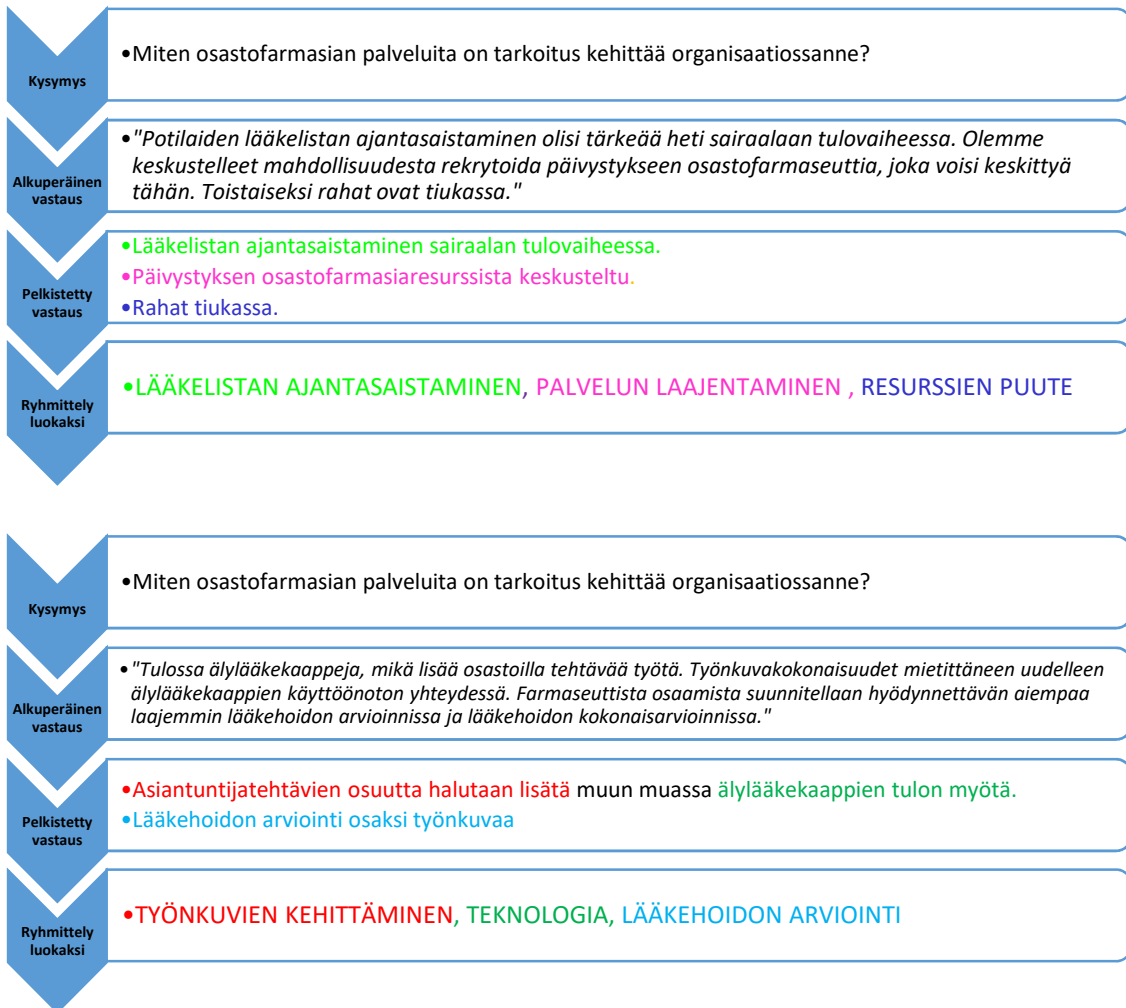 Kysymys
•Miten osastofarmasian palveluita on tarkoitus kehittää organisaatiossanne?
Alkuperäinen
vastaus
•"Potilaiden lääkelistan ajantasaistaminen olisi tärkeää heti sairaalaan tulovaiheessa. Olemme
keskustelleet mahdollisuudesta rekrytoida päivystykseen osastofarmaseuttia, joka voisi keskittyä
tähän. Toistaiseksi rahat ovat tiukassa."
Pelkistetty
vastaus
•Lääkelistan ajantasaistaminen sairaalan tulovaiheessa.
•Päivystyksen osastofarmasiaresurssista keskusteltu.
•Rahat tiukassa.
Ryhmittely
luokaksi
•LÄÄKELISTAN AJANTASAISTAMINEN, PALVELUN LAAJENTAMINEN , RESURSSIEN PUUTE
Kysymys
•Miten osastofarmasian palveluita on tarkoitus kehittää organisaatiossanne?
Alkuperäinen
vastaus
•"Tulossa älylääkekaappeja, mikä lisää osastoilla tehtävää työtä. Työnkuvakokonaisuudet mietittäneen uudelleen
älylääkekaappien käyttöönoton yhteydessä. Farmaseuttista osaamista suunnitellaan hyödynnettävän aiempaa
laajemmin lääkehoidon arvioinnissa ja lääkehoidon kokonaisarvioinnissa."
Pelkistetty
vastaus
•Asiantuntijatehtävien osuutta halutaan lisätä muun muassa älylääkekaappien tulon myötä.
•Lääkehoidon arviointi osaksi työnkuvaa
Ryhmittely
luokaksi
•TYÖNKUVIEN KEHITTÄMINEN, TEKNOLOGIA, LÄÄKEHOIDON ARVIOINTI